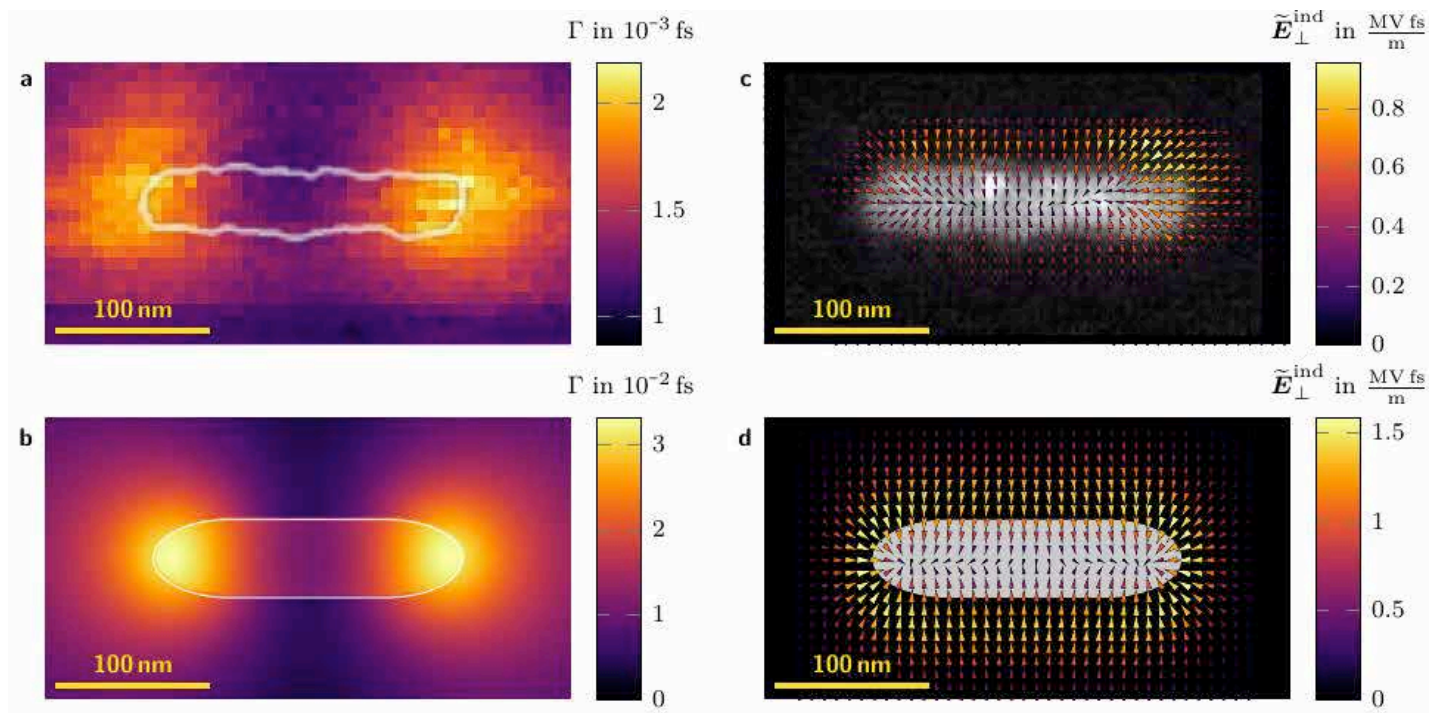 Γ in 10⁻³ fs
a
2
1.5
1
100 nm
Ẽ⊥ind in MV fs/m
c
0.8
0.6
0.4
0.2
0
100 nm
Γ in 10⁻² fs
b
3
2
1
0
100 nm
Ẽ⊥ind in MV fs/m
d
1.5
1
0.5
0
100 nm